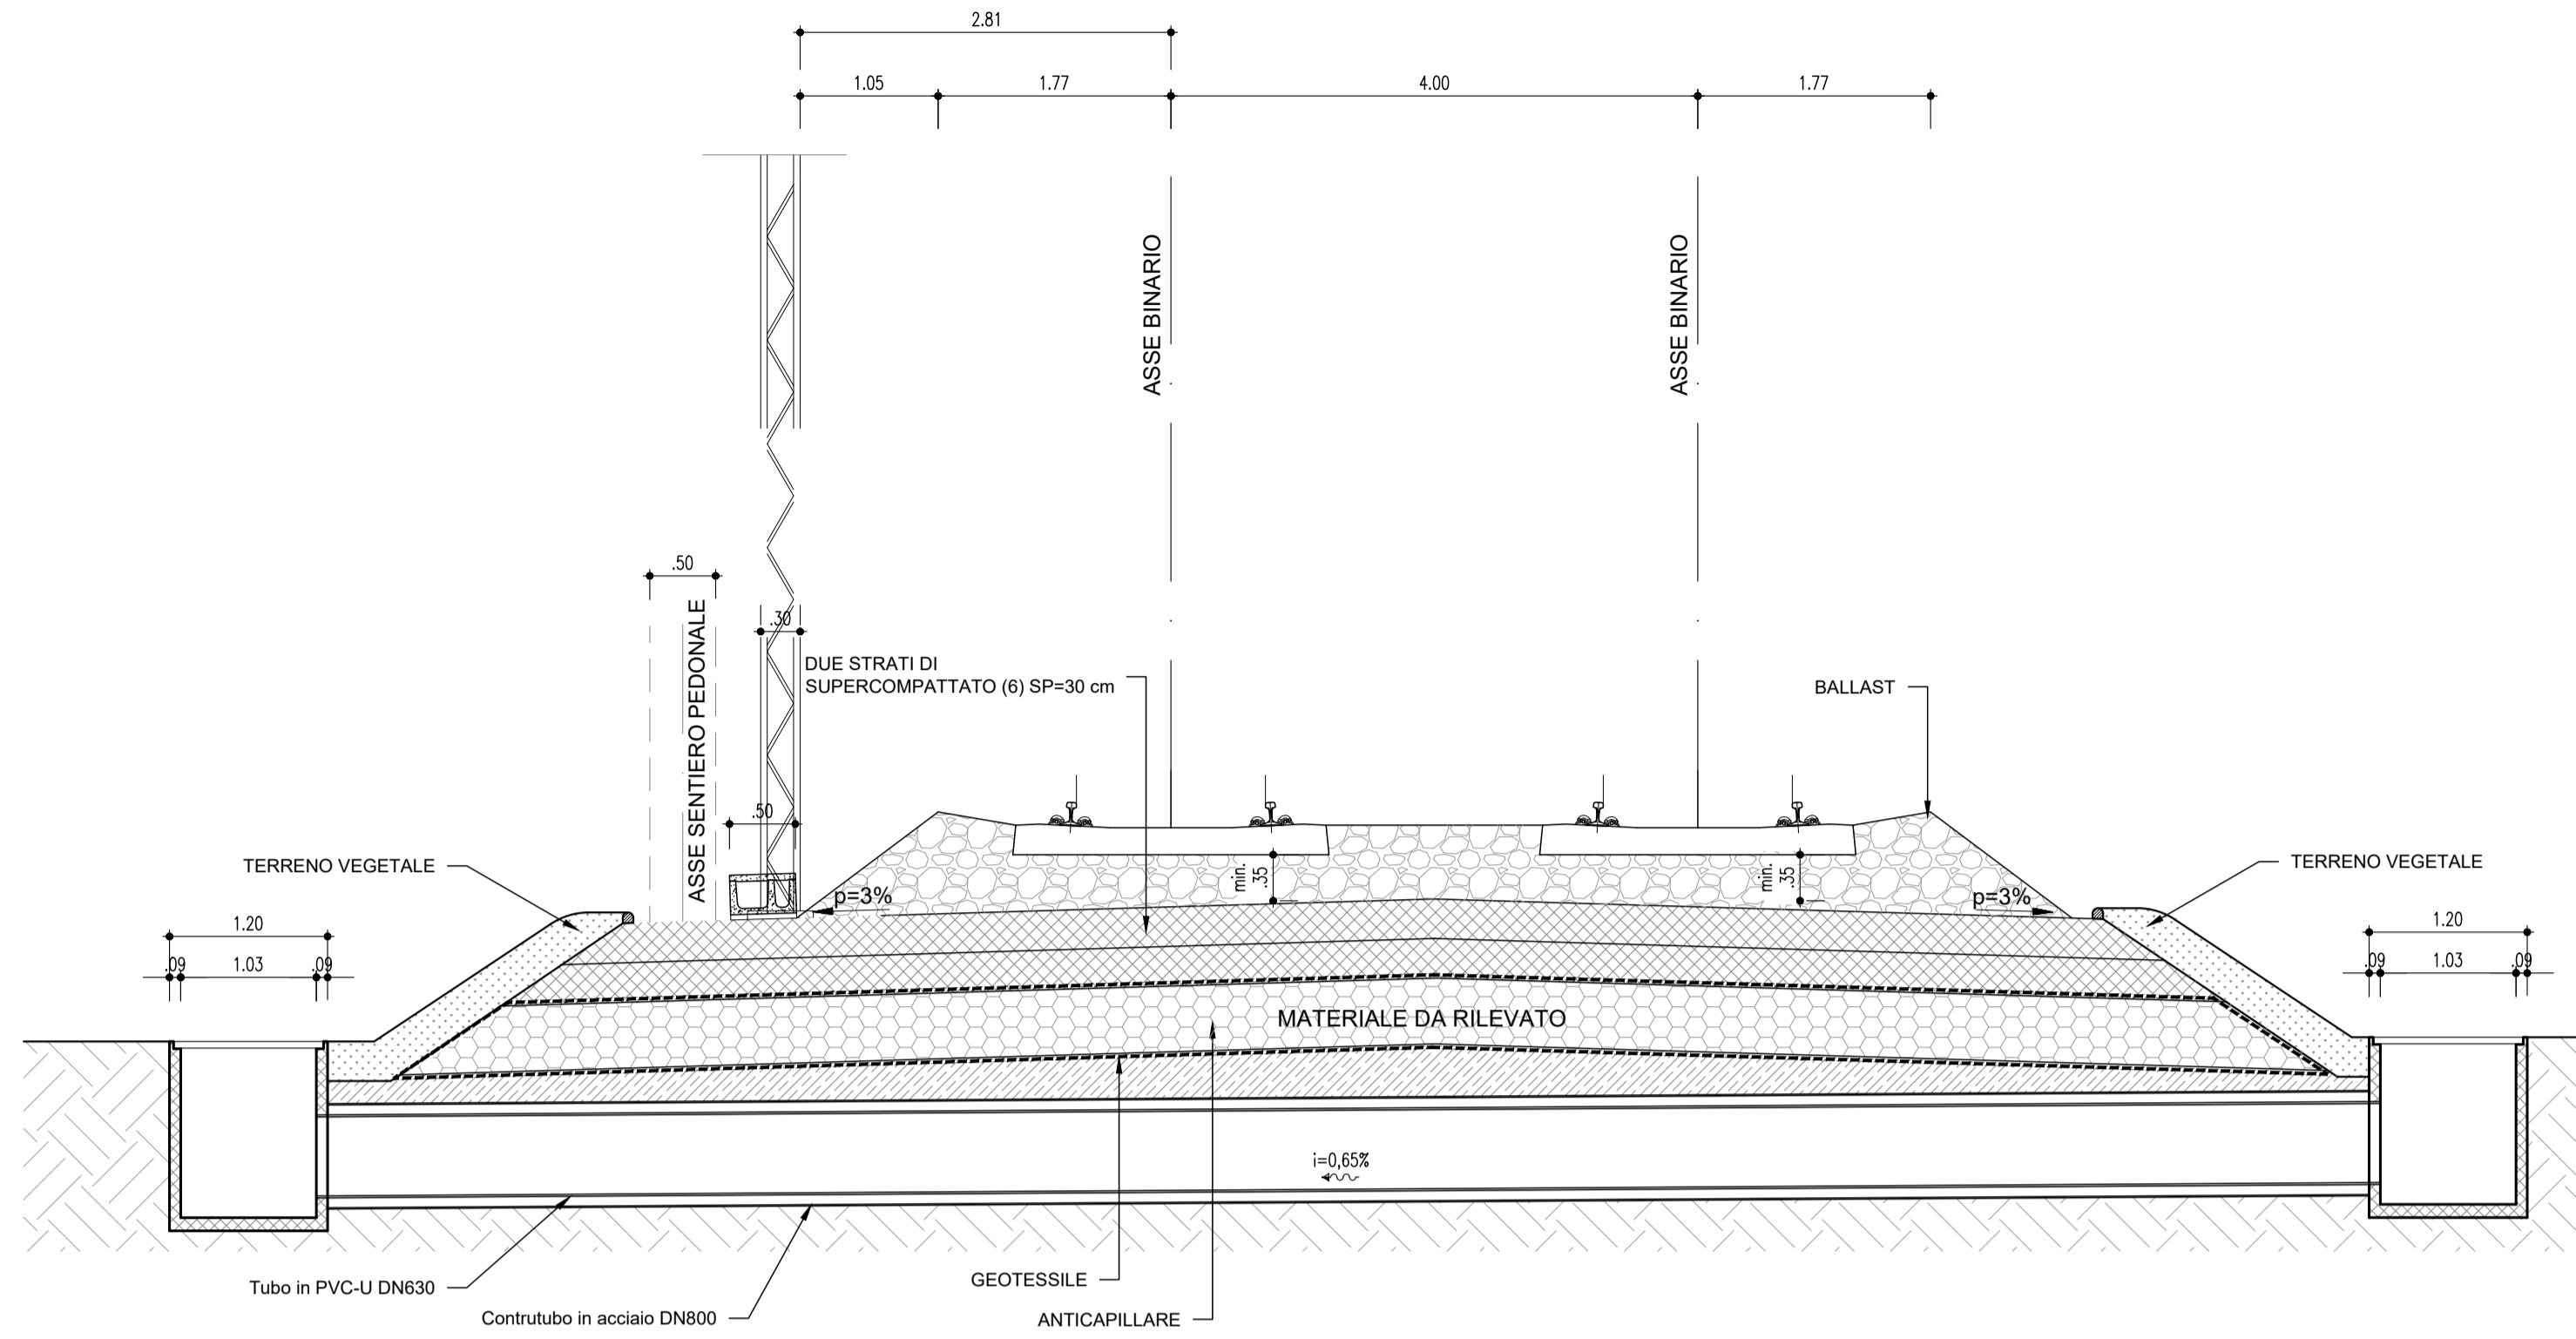 2.81
1.05
1.77
4.00
1.77
ASSE BINARIO
ASSE BINARIO
.50
ASSE SENTIERO PEDONALE
.30
DUE STRATI DI
SUPERCOMPATTATO (6) SP=30 cm
BALLAST
.50
TERRENO VEGETALE
TERRENO VEGETALE
min.
.35
min.
.35
p=3%
p=3%
1.20
1.20
.09
1.03
.09
.09
1.03
.09
MATERIALE DA RILEVATO
i=0,65%
Tubo in PVC-U DN630
GEOTESSILE
Contrutubo in acciaio DN800
ANTICAPILLARE